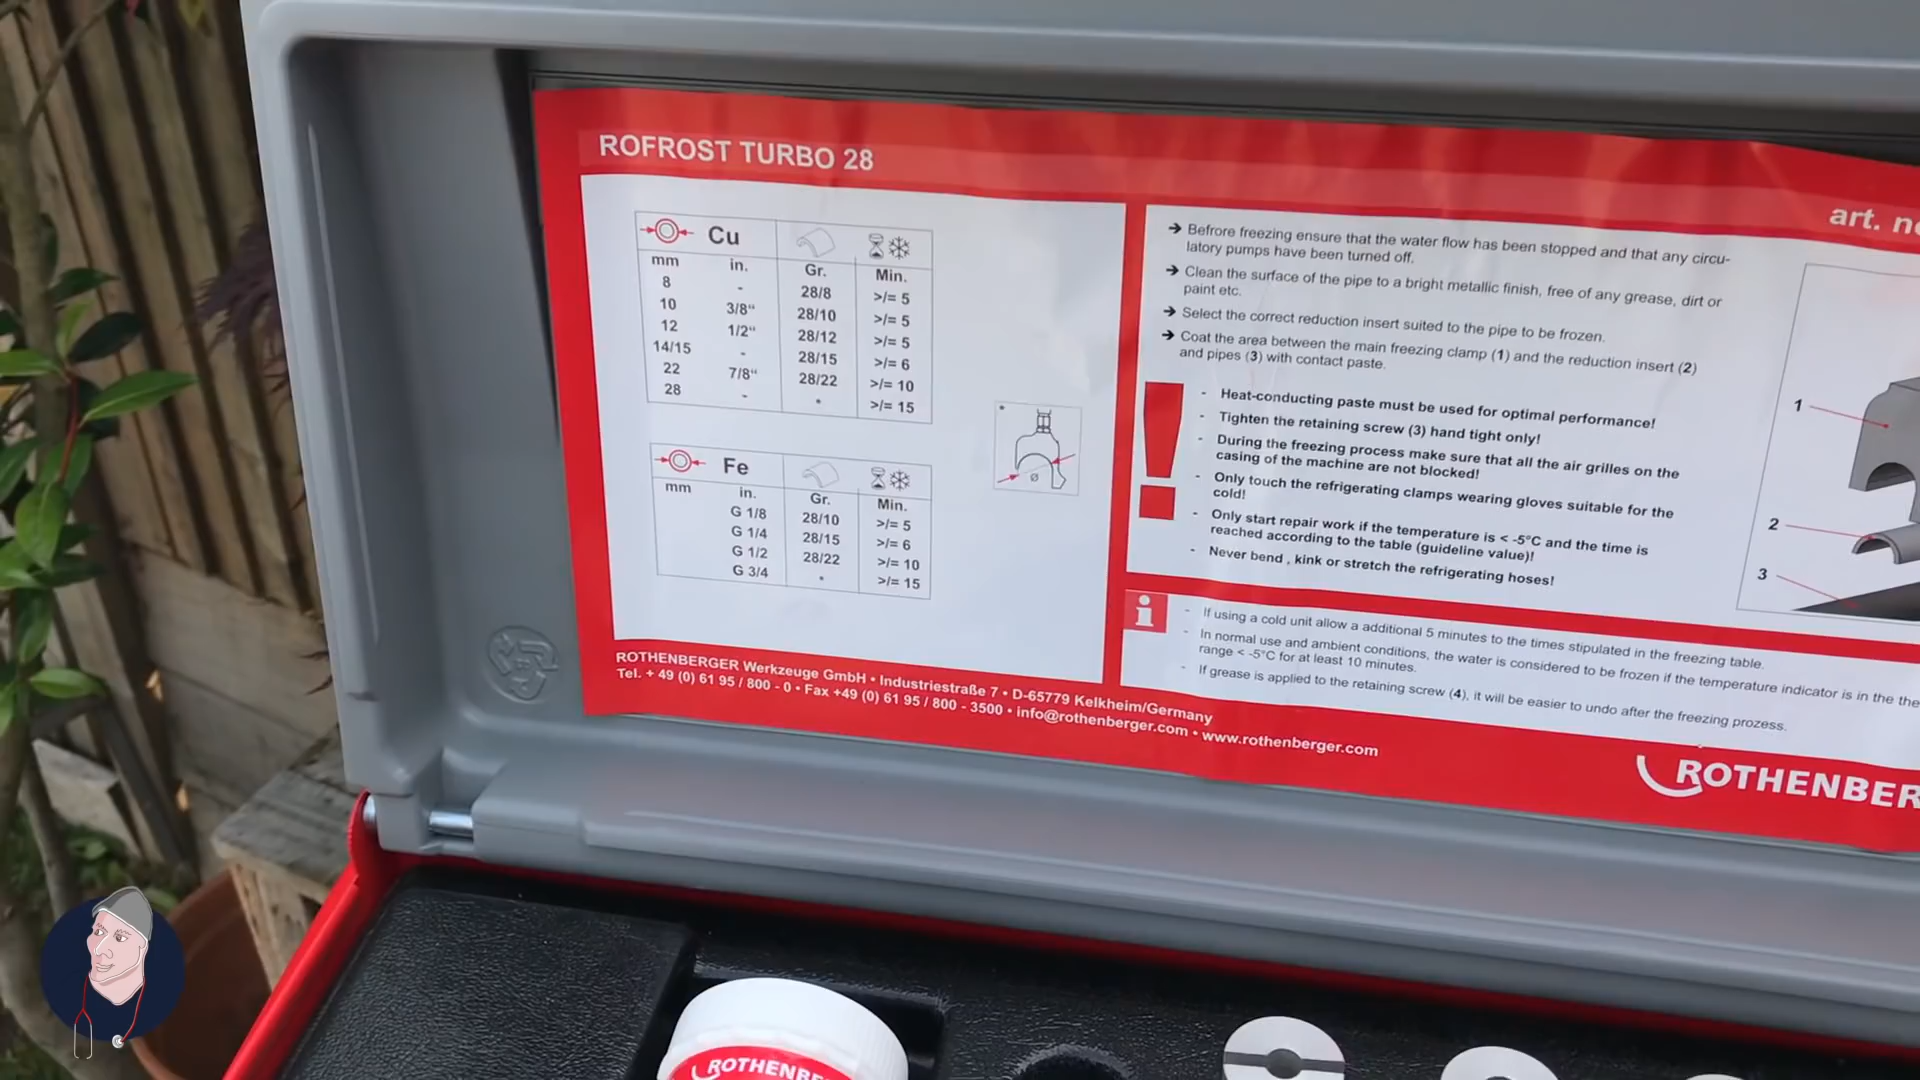 ROFROST TURBO 28
art. no
Cu
mm in. Gr. Min.
8 - 28/8 >/= 5
10 3/8“ 28/10 >/= 5
12 1/2“ 28/12 >/= 5
14/15 - 28/15 >/= 6
22 7/8“ 28/22 >/= 10
28 - * >/= 15
Fe
mm in. Gr. Min.
G 1/8 28/10 >/= 5
G 1/4 28/15 >/= 6
G 1/2 28/22 >/= 10
G 3/4 * >/= 15
* Ø
➔ Befrore freezing ensure that the water flow has been stopped and that any circu-
latory pumps have been turned off.
➔ Clean the surface of the pipe to a bright metallic finish, free of any grease, dirt or
paint etc.
➔ Select the correct reduction insert suited to the pipe to be frozen.
➔ Coat the area between the main freezing clamp (1) and the reduction insert (2)
and pipes (3) with contact paste.
- Heat-conducting paste must be used for optimal performance!
- Tighten the retaining screw (3) hand tight only!
- During the freezing process make sure that all the air grilles on the
casing of the machine are not blocked!
- Only touch the refrigerating clamps wearing gloves suitable for the
cold!
- Only start repair work if the temperature is < -5°C and the time is
reached according to the table (guideline value)!
- Never bend , kink or stretch the refrigerating hoses!
1
2
3
i
- If using a cold unit allow a additional 5 minutes to the times stipulated in the freezing table.
- In normal use and ambient conditions, the water is considered to be frozen if the temperature indicator is in the the
range < -5°C for at least 10 minutes.
- If grease is applied to the retaining screw (4), it will be easier to undo after the freezing prozess.
ROTHENBERGER Werkzeuge GmbH • Industriestraße 7 • D-65779 Kelkheim/Germany
Tel. + 49 (0) 61 95 / 800 - 0 • Fax +49 (0) 61 95 / 800 - 3500 • info@rothenberger.com • www.rothenberger.com
ROTHENBER
ROTHENBE